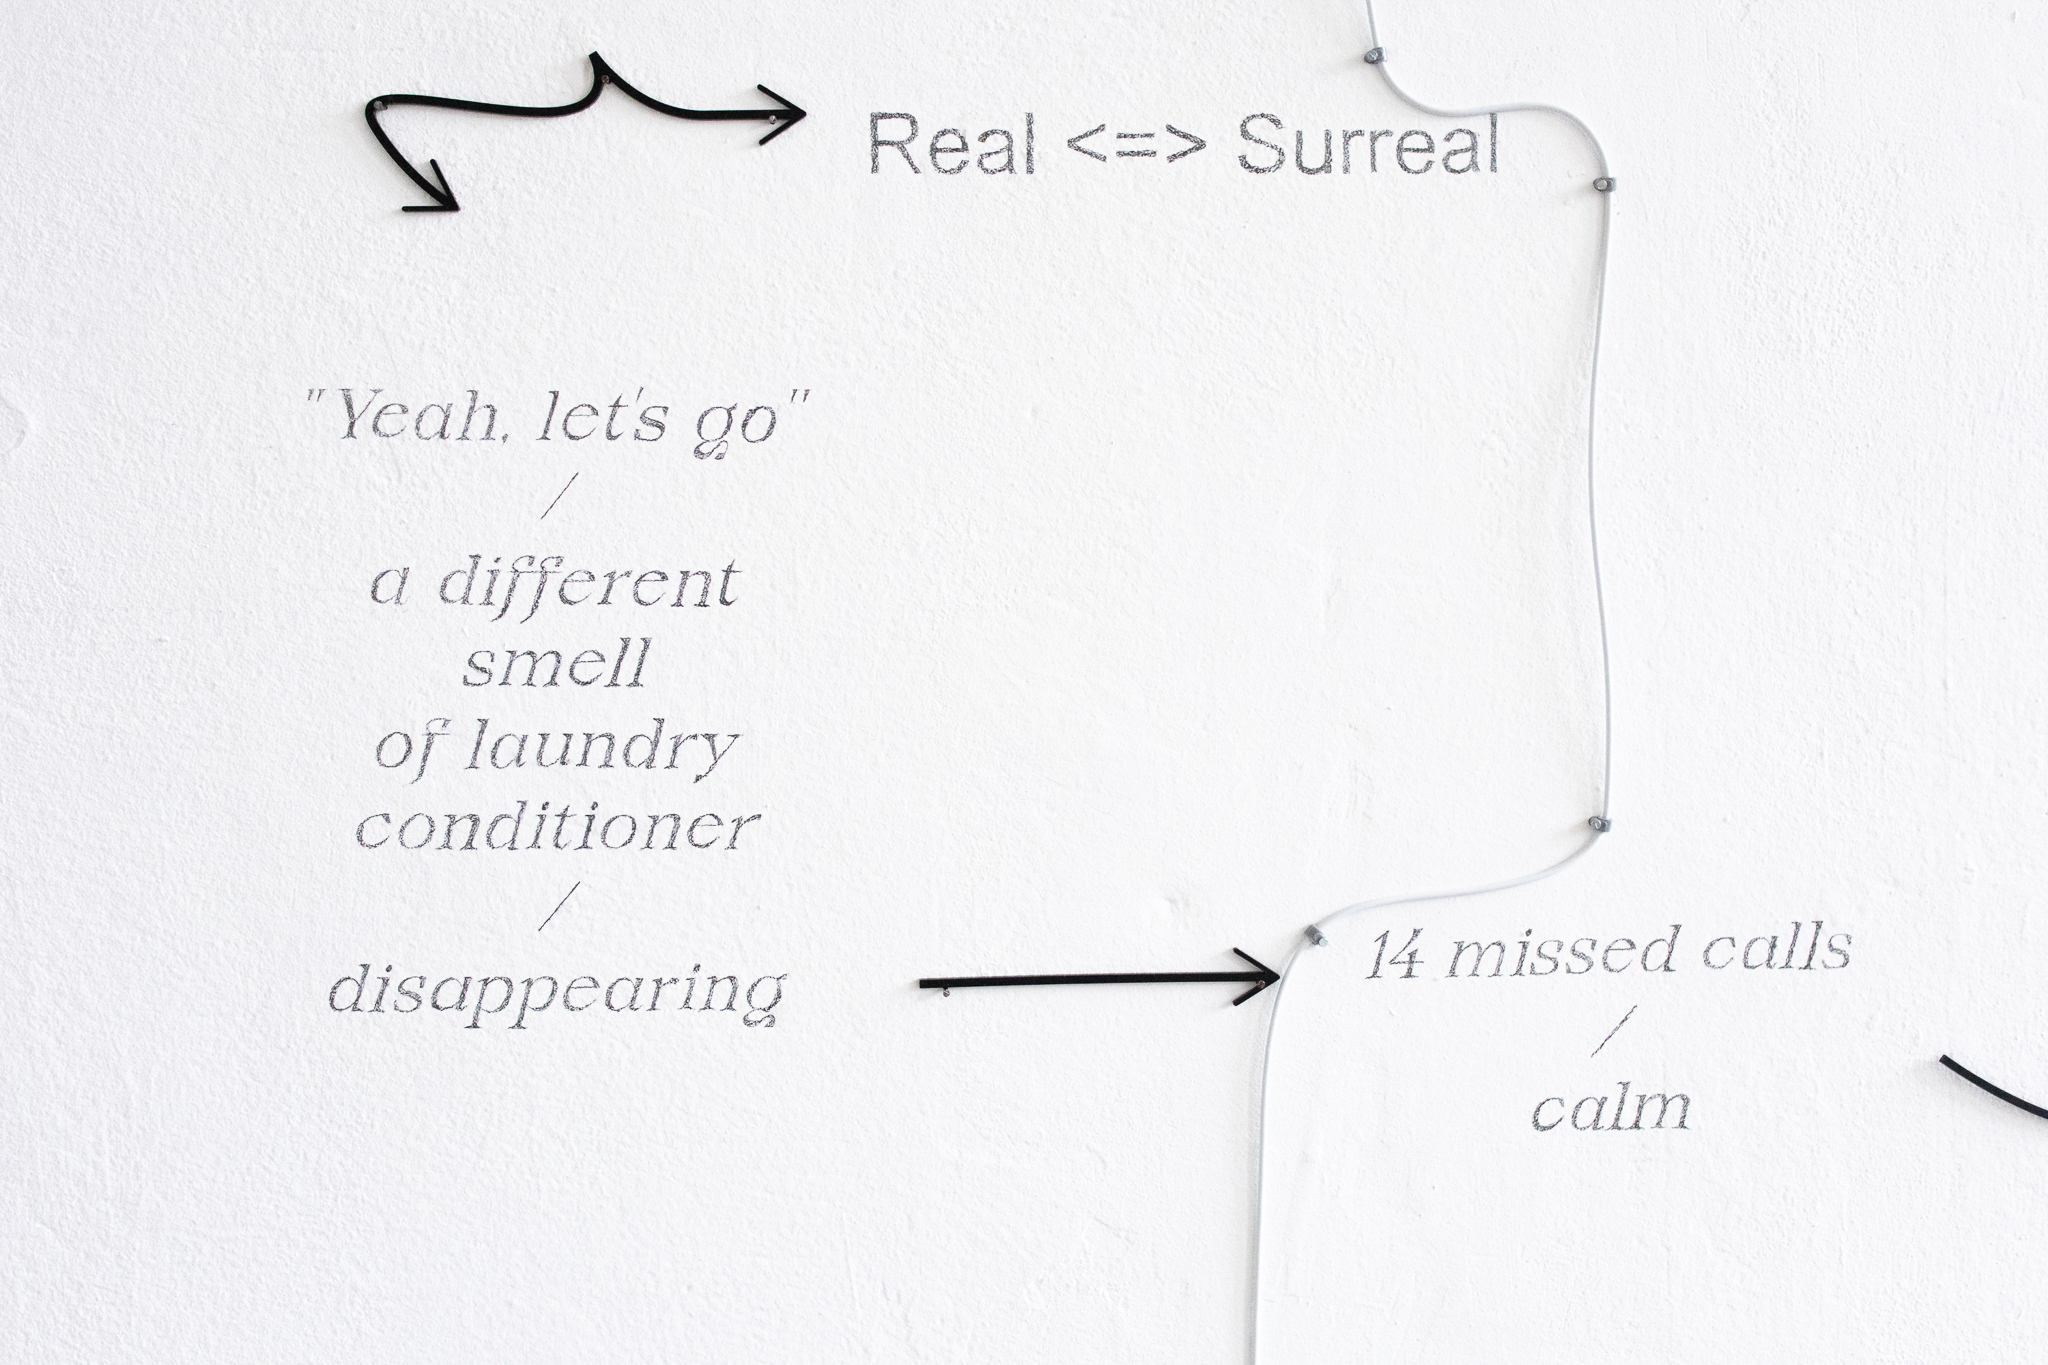 Real <=> Surreal
"Yeah, let's go"
/
a different
smell
of laundry
conditioner
/
disappearing
14 missed calls
/
calm